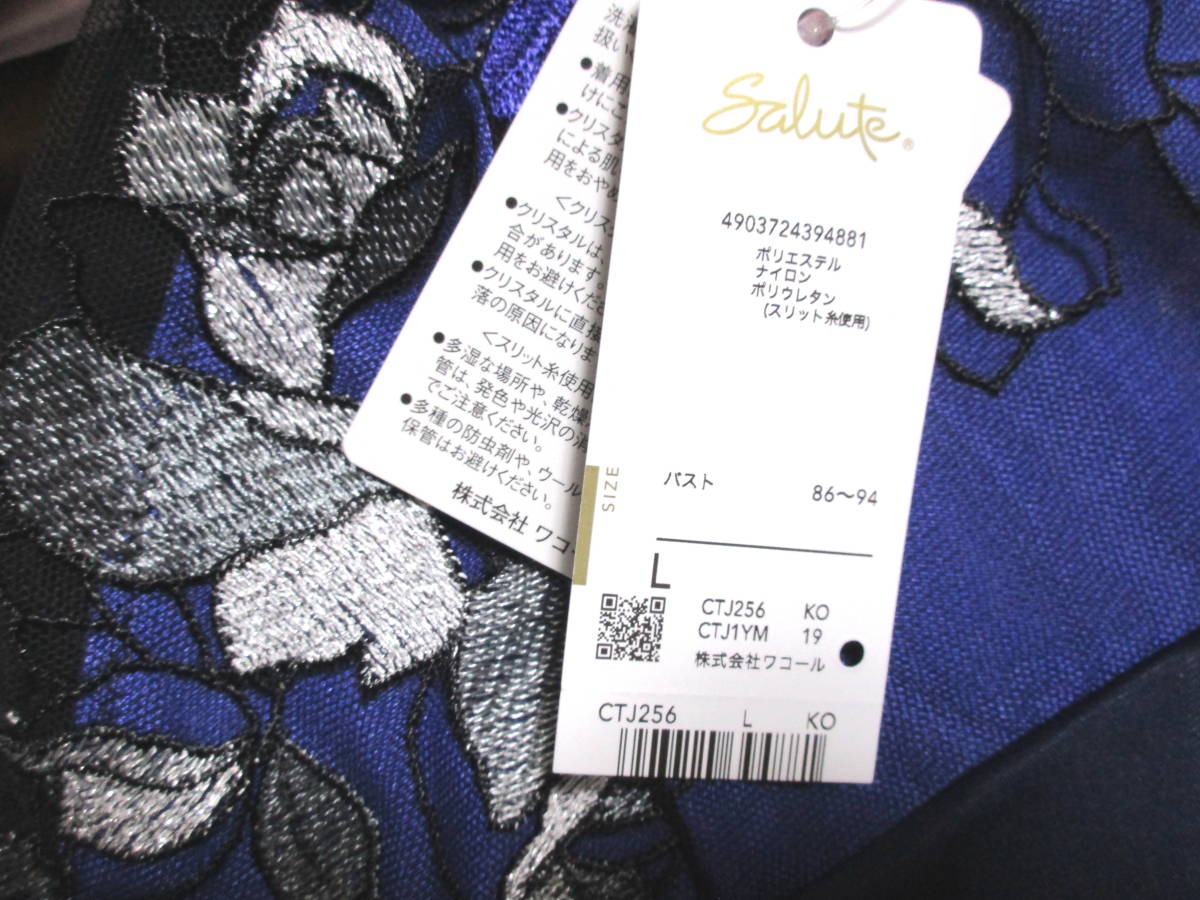 Salute®
4903724394881
ポリエステル
ナイロン
ポリウレタン
(スリット糸使用)
SIZE
バスト 86～94
L
CTJ256 KO
CTJ1YM 19
株式会社ワコール
CTJ256 L KO
扱い
●着用
けにこ
●クリスタ
による肌
用をおやめ
<クリス
●クリスタルは、
合があります。
用をお避けくださ
●クリスタルに直接
落の原因になりま
<スリット糸使用
●多湿な場所や、乾燥
管は、発色や光沢の消
でご注意ください。
●多種の防虫剤や、ウール
保管はお避けください。
株式会社 ワコー